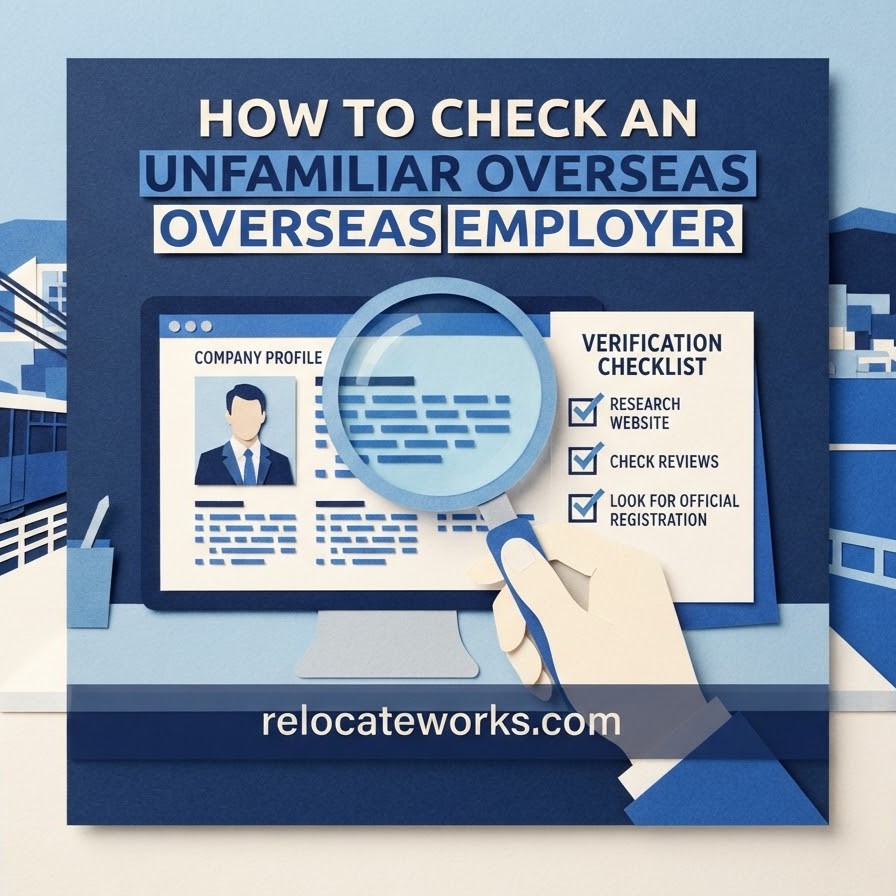 HOW TO CHECK AN
UNFAMILIAR OVERSEAS
OVERSEAS EMPLOYER
COMPANY PROFILE
VERIFICATION
CHECKLIST
RESEARCH
WEBSITE
CHECK REVIEWS
LOOK FOR OFFICIAL
REGISTRATION
relocateworks.com